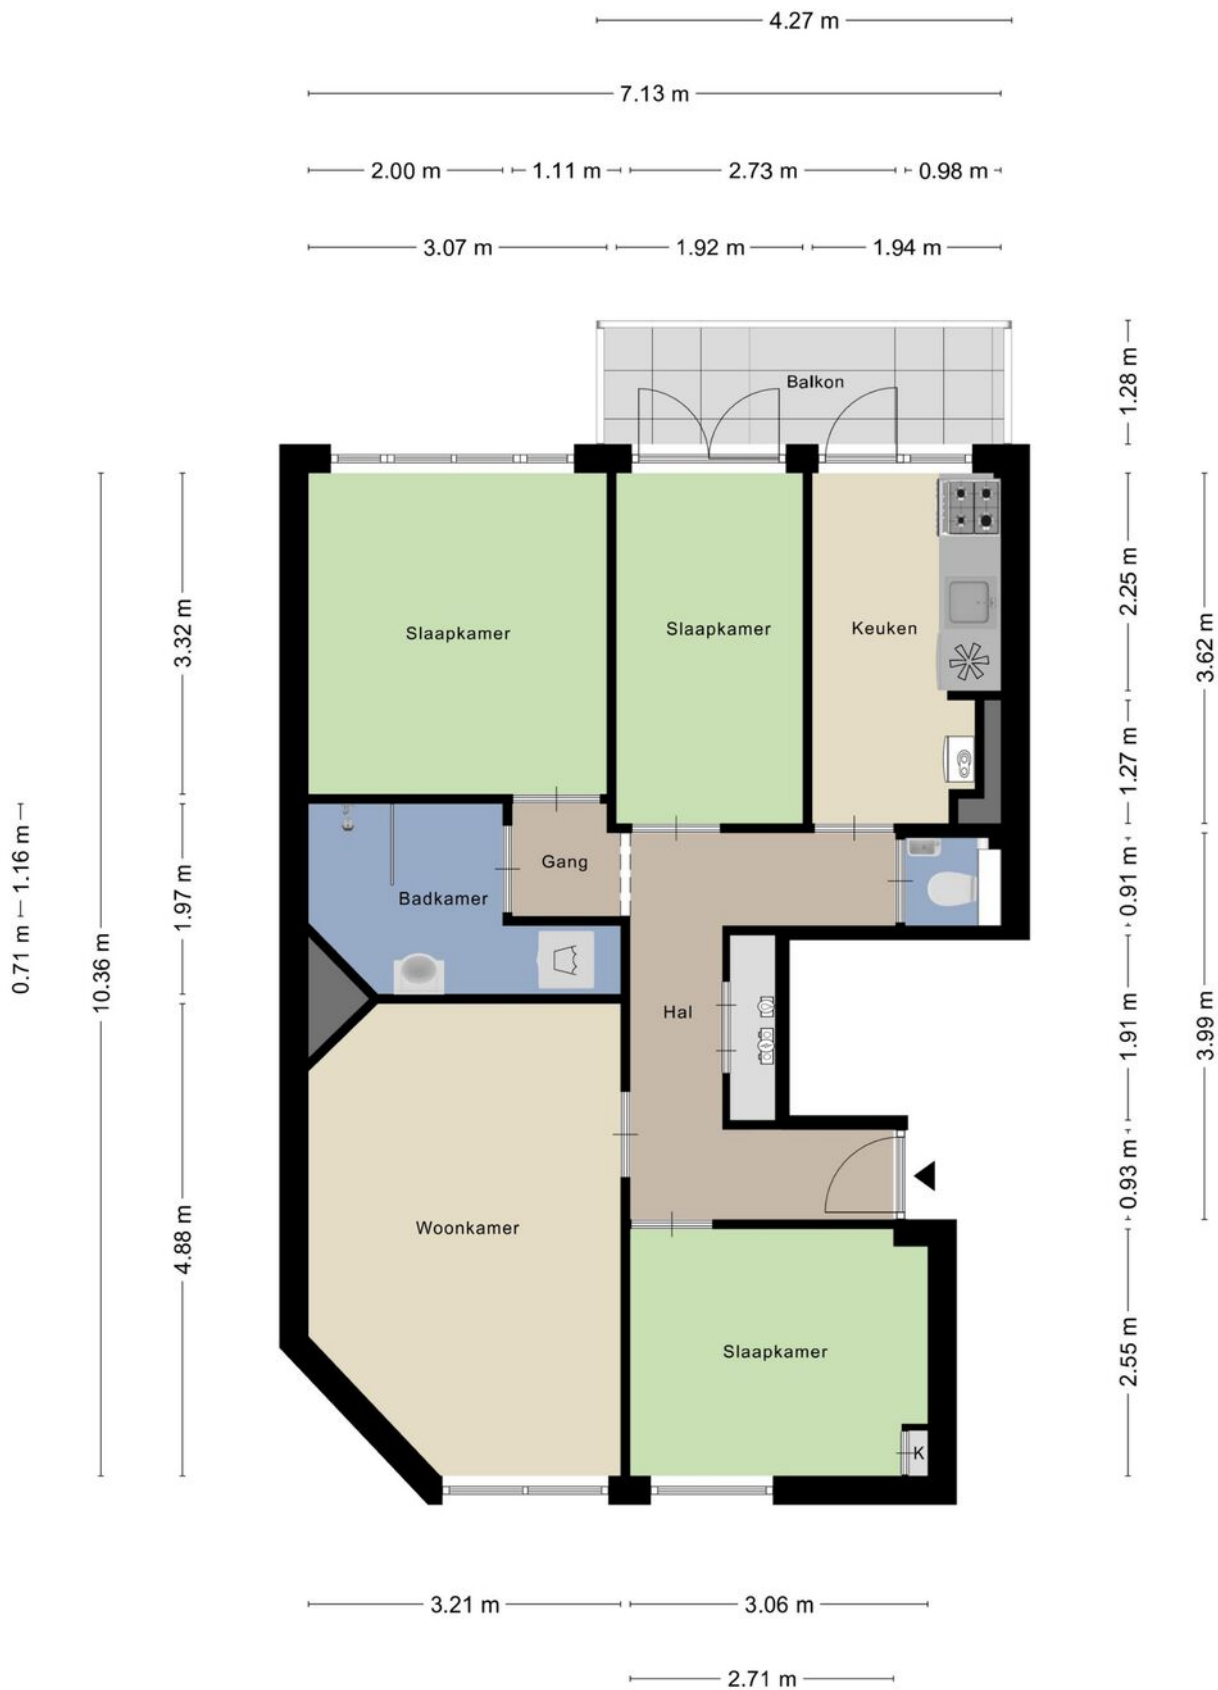 4.27 m
7.13 m
2.00 m
1.11 m
2.73 m
0.98 m
3.07 m
1.92 m
1.94 m
Balkon
1.28 m
Slaapkamer
Slaapkamer
Keuken
3.32 m
2.25 m
3.62 m
1.27 m
Gang
Badkamer
1.16 m
0.71 m
1.97 m
0.91 m
10.36 m
Hal
1.91 m
3.99 m
0.93 m
Woonkamer
4.88 m
Slaapkamer
2.55 m
K
3.21 m
3.06 m
2.71 m